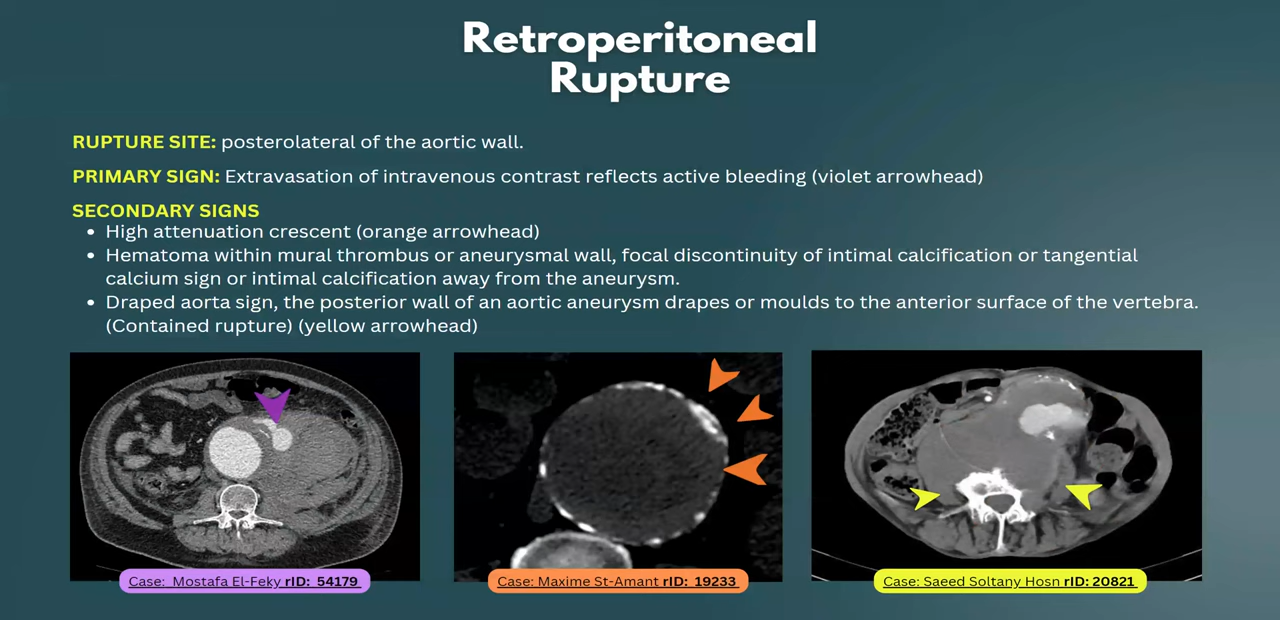 Retroperitoneal
Rupture
RUPTURE SITE: posterolateral of the aortic wall.
PRIMARY SIGN: Extravasation of intravenous contrast reflects active bleeding (violet arrowhead)
SECONDARY SIGNS
• High attenuation crescent (orange arrowhead)
• Hematoma within mural thrombus or aneurysmal wall, focal discontinuity of intimal calcification or tangential
calcium sign or intimal calcification away from the aneurysm.
• Draped aorta sign, the posterior wall of an aortic aneurysm drapes or moulds to the anterior surface of the vertebra.
(Contained rupture) (yellow arrowhead)
Case: Mostafa El-Feky rID: 54179
Case: Maxime St-Amant rID: 19233
Case: Saeed Soltany Hosn rID: 20821